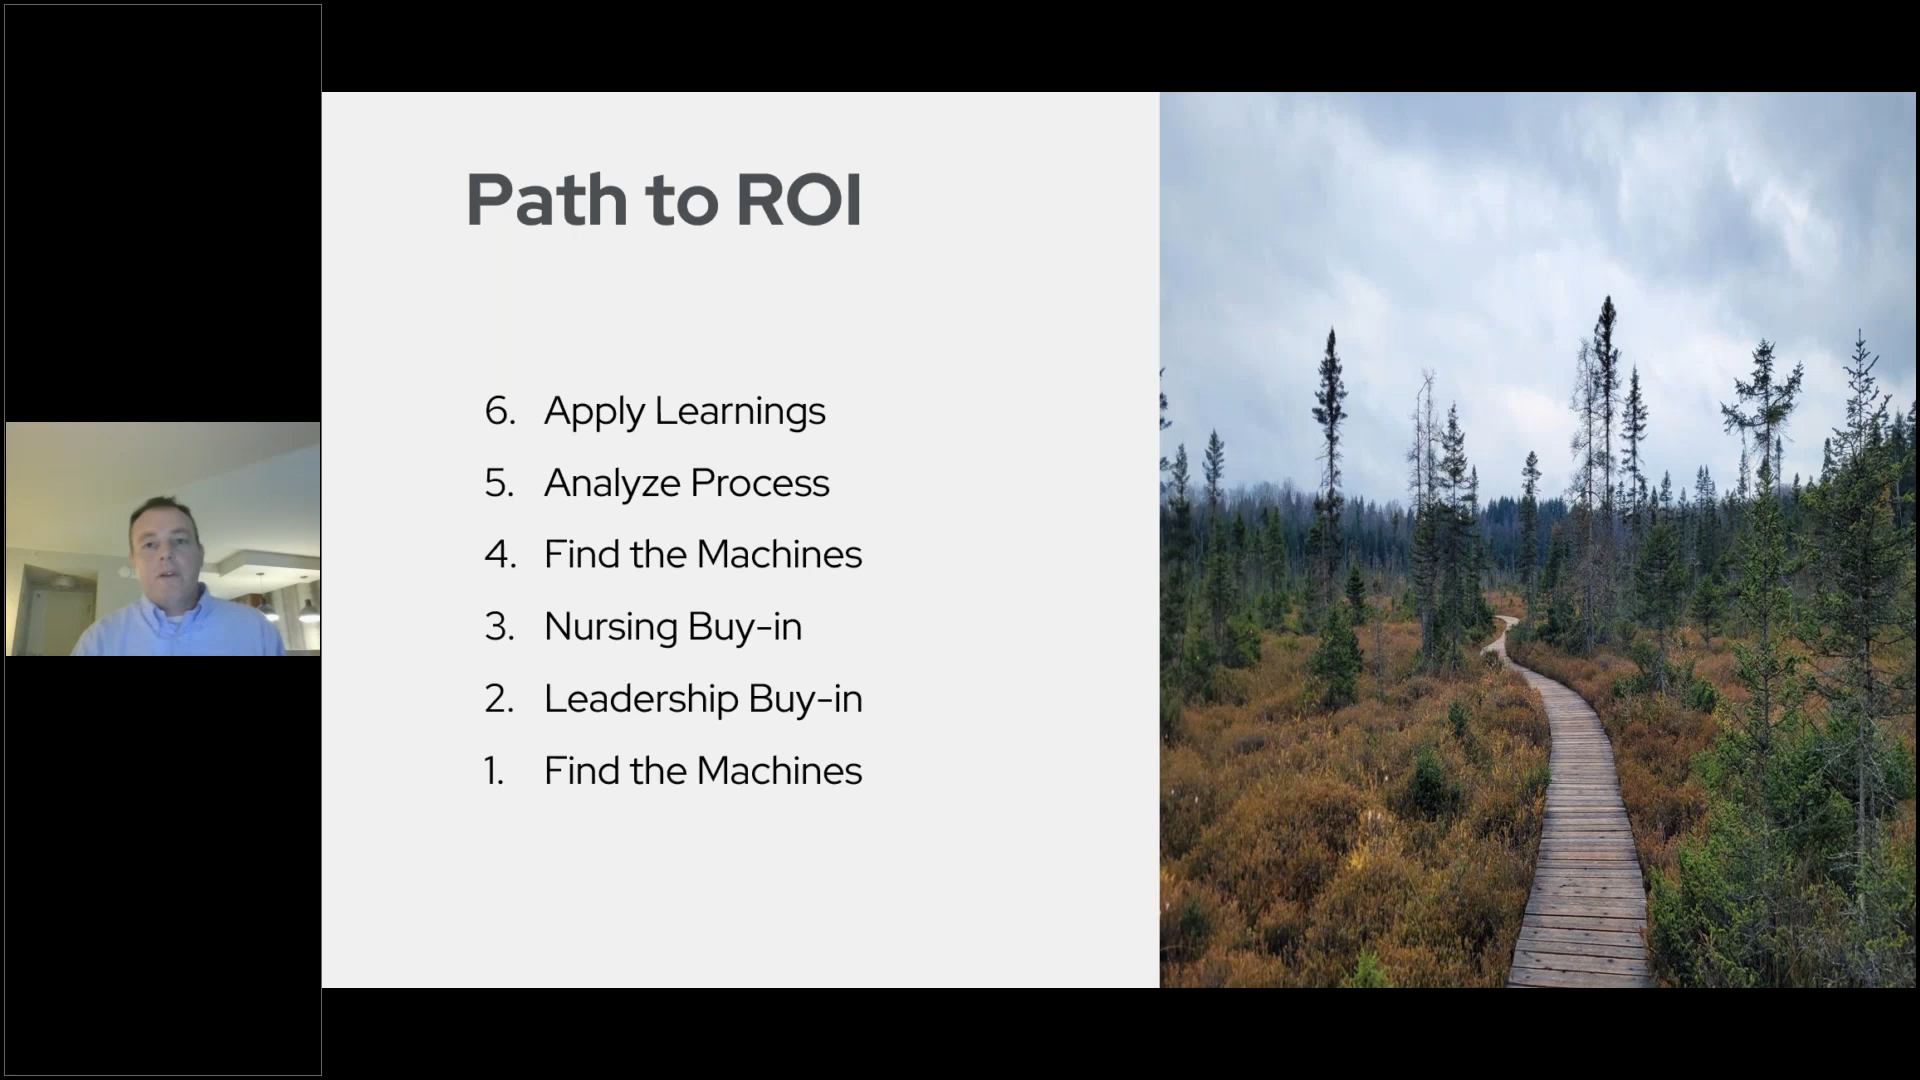 Path to ROI
6. Apply Learnings
5. Analyze Process
4. Find the Machines
3. Nursing Buy-in
2. Leadership Buy-in
1. Find the Machines